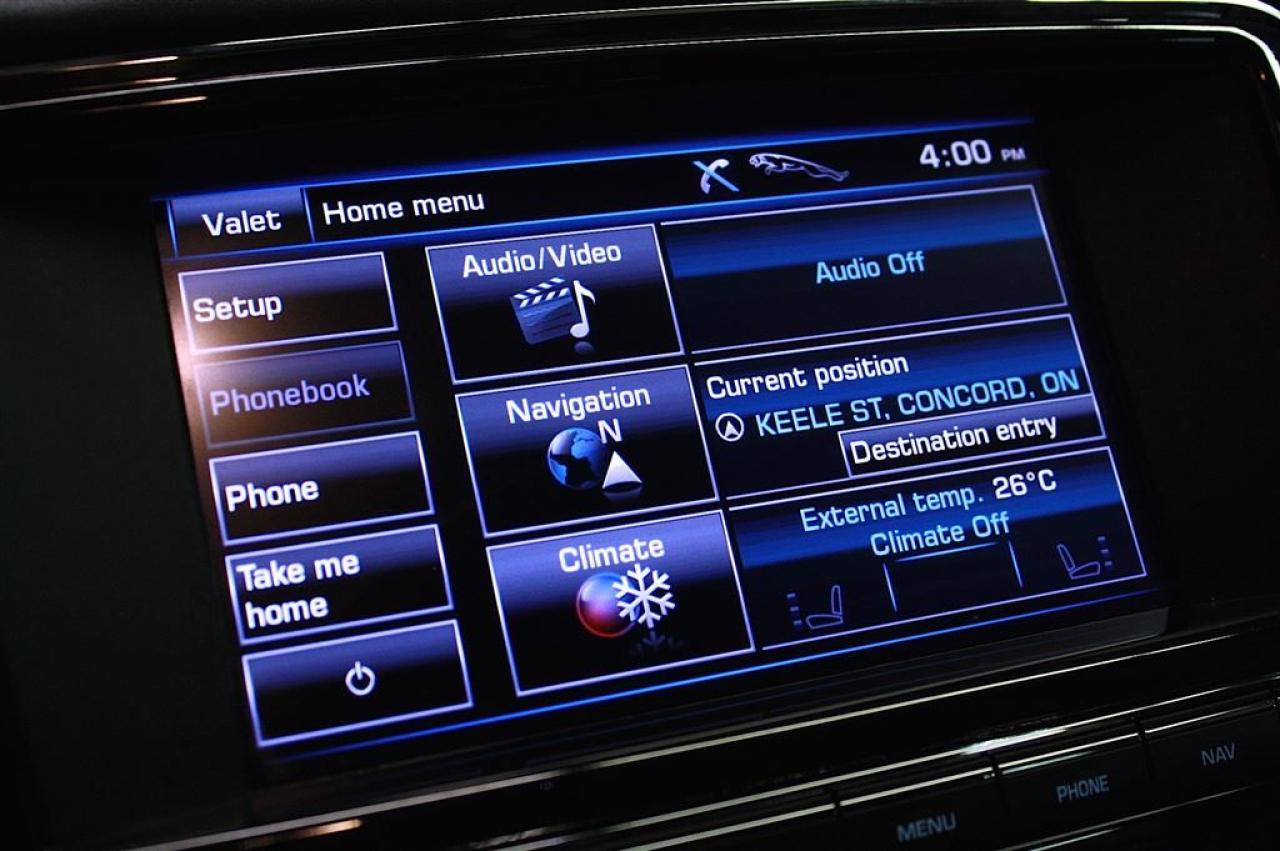 Valet
Home menu
4:00 PM
Setup
Phonebook
Phone
Take me
home
Audio/Video
Audio Off
Navigation
N
Current position
KEELE ST, CONCORD, ON
Destination entry
Climate
External temp. 26°C
Climate Off
MENU
PHONE
NAV